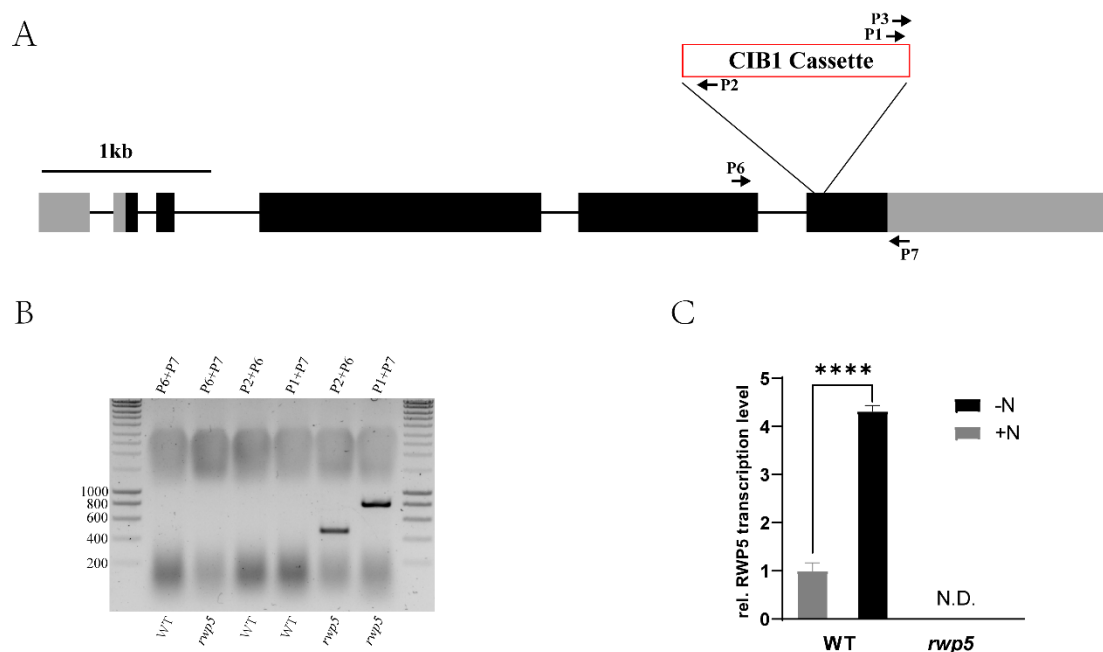 A
P3
P1
CIB1 Cassette
P2
1kb
P6
P7
B
P6+P7
P6+P7
P2+P6
P1+P7
P2+P6
P1+P7
1000
800
600
400
200
WT
rwp5
WT
WT
rwp5
rwp5
C
****
5
4
3
2
1
0
rel. RWP5 transcription level
-N
+N
N.D.
WT
rwp5